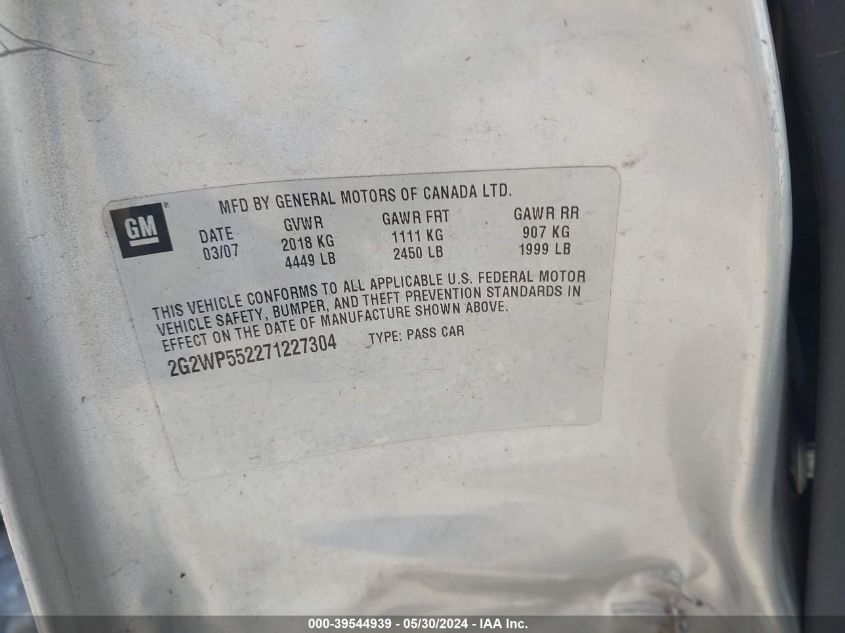 MFD BY GENERAL MOTORS OF CANADA LTD.
GM®
DATE GVWR GAWR FRT GAWR RR
03/07 2018 KG 1111 KG 907 KG
4449 LB 2450 LB 1999 LB
THIS VEHICLE CONFORMS TO ALL APPLICABLE U.S. FEDERAL MOTOR
VEHICLE SAFETY, BUMPER, AND THEFT PREVENTION STANDARDS IN
EFFECT ON THE DATE OF MANUFACTURE SHOWN ABOVE.
2G2WP552271227304 TYPE: PASS CAR
000-39544939 - 05/30/2024 - IAA Inc.